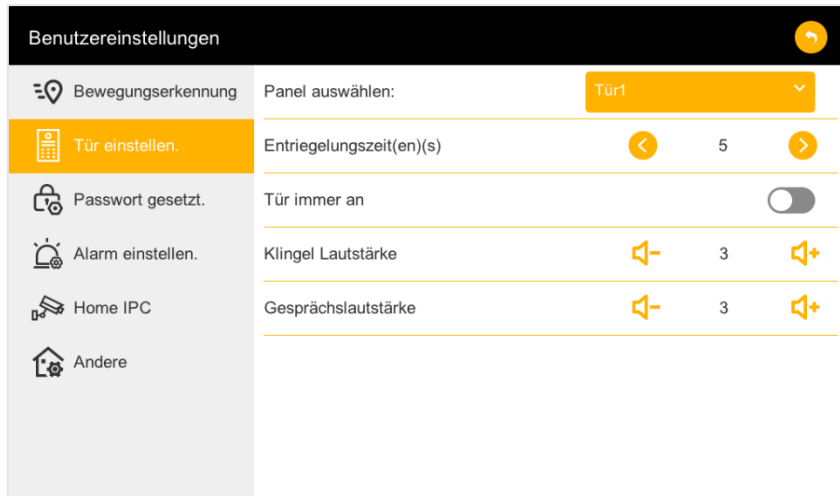 Benutzereinstellungen
Bewegungserkennung
Tür einstellen.
Passwort gesetzt.
Alarm einstellen.
Home IPC
Andere
Panel auswählen: Tür1
Entriegelungszeit(en)(s) 5
Tür immer an
Klingel Lautstärke 3
Gesprächslautstärke 3